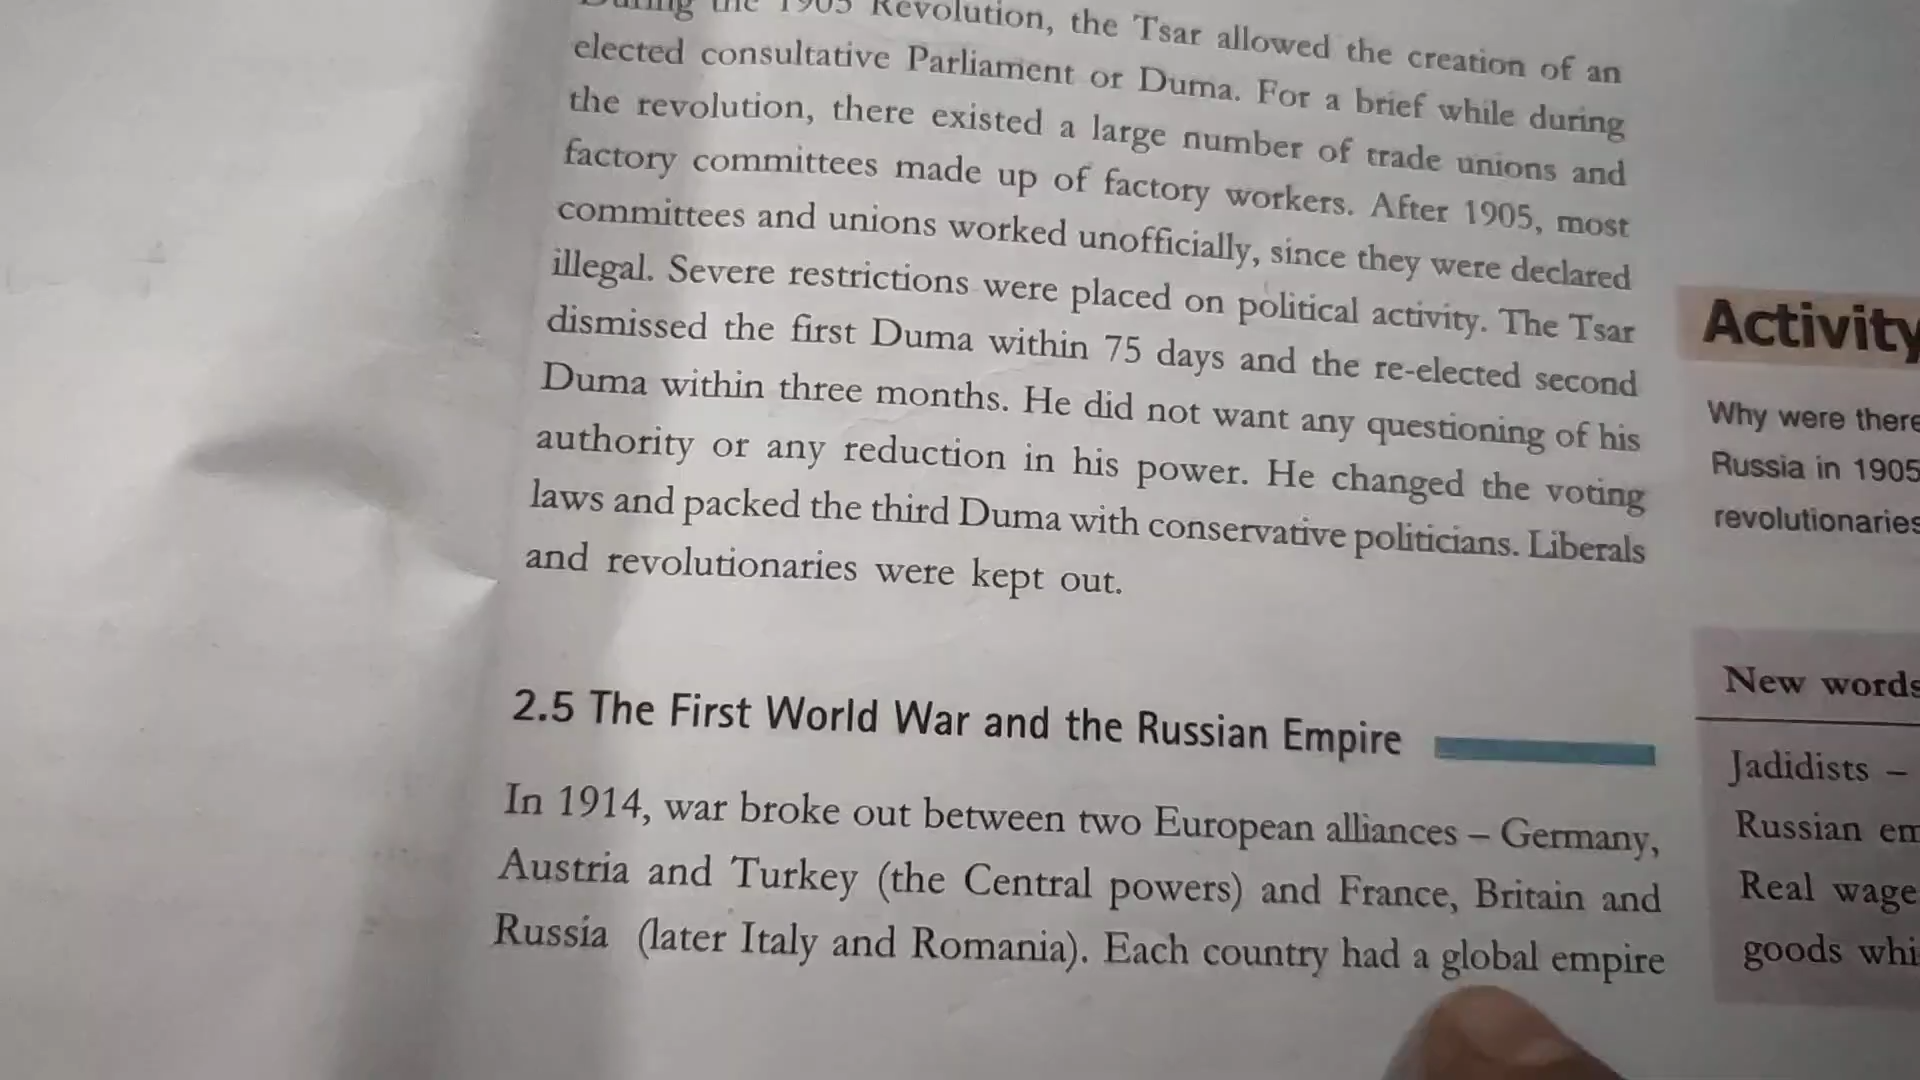 During the 1905 Revolution, the Tsar allowed the creation of an
elected consultative Parliament or Duma. For a brief while during
the revolution, there existed a large number of trade unions and
factory committees made up of factory workers. After 1905, most
committees and unions worked unofficially, since they were declared
illegal. Severe restrictions were placed on political activity. The Tsar
dismissed the first Duma within 75 days and the re-elected second
Duma within three months. He did not want any questioning of his
authority or any reduction in his power. He changed the voting
laws and packed the third Duma with conservative politicians. Liberals
and revolutionaries were kept out.
2.5 The First World War and the Russian Empire
In 1914, war broke out between two European alliances – Germany,
Austria and Turkey (the Central powers) and France, Britain and
Russia (later Italy and Romania). Each country had a global empire
Activity
Why were there
Russia in 1905
revolutionaries
New words
Jadidists –
Russian em
Real wage
goods whi